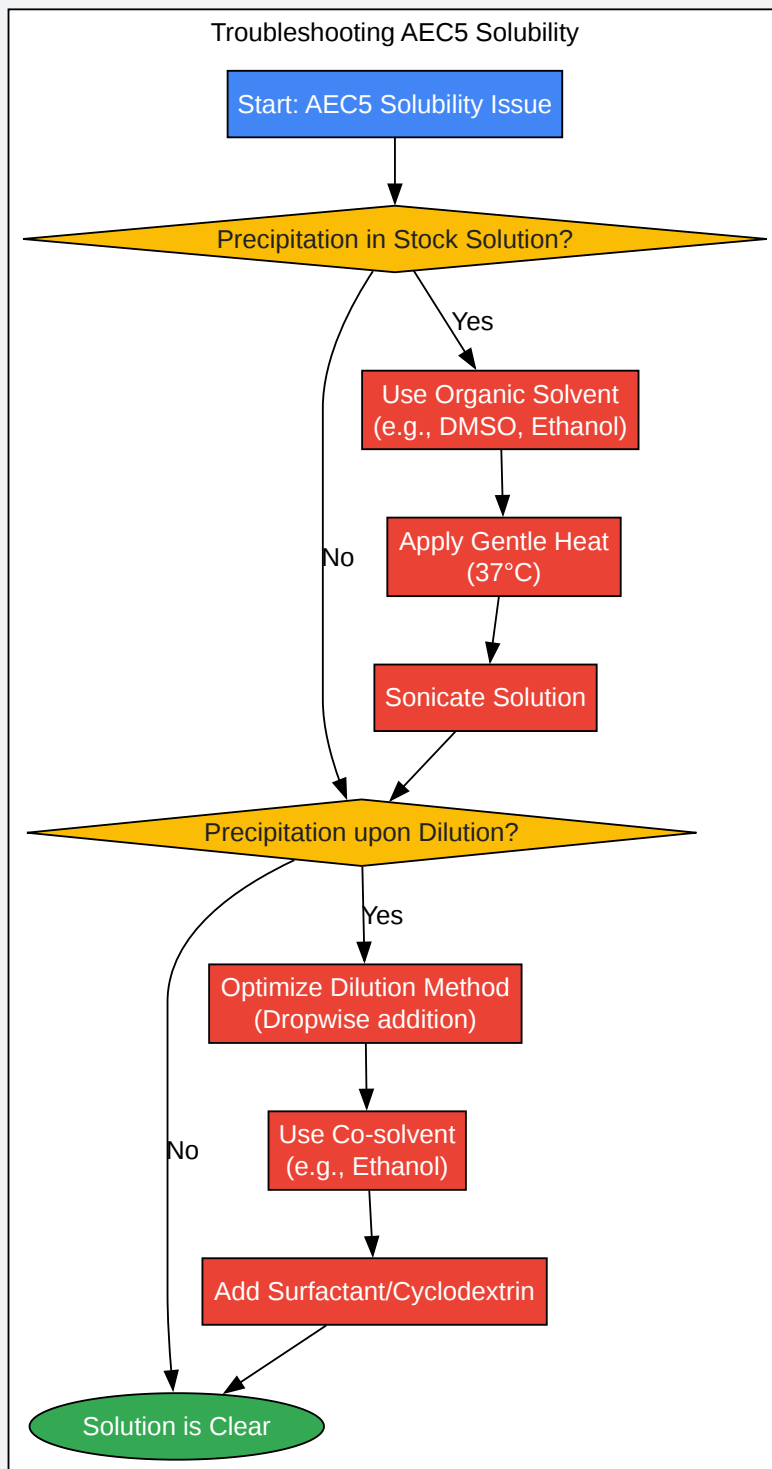 Troubleshooting AEC5 Solubility
Start: AEC5 Solubility Issue
Precipitation in Stock Solution?
Yes
Use Organic Solvent
(e.g., DMSO, Ethanol)
Apply Gentle Heat
(37°C)
No
Sonicate Solution
Precipitation upon Dilution?
Yes
Optimize Dilution Method
(Dropwise addition)
Use Co-solvent
(e.g., Ethanol)
No
Add Surfactant/Cyclodextrin
Solution is Clear